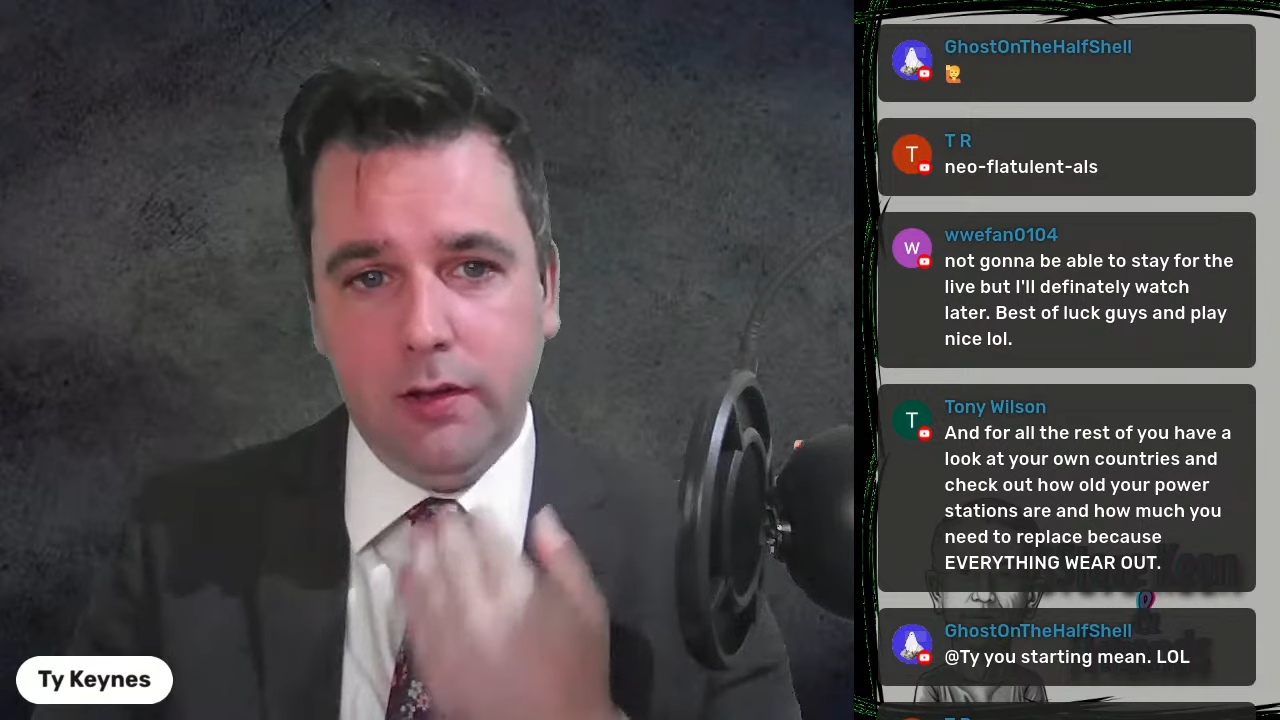 GhostOnTheHalfShell
T
T R
neo-flatulent-als
w
wwefan0104
not gonna be able to stay for the
live but I'll definately watch
later. Best of luck guys and play
nice lol.
T
Tony Wilson
And for all the rest of you have a
look at your own countries and
check out how old your power
stations are and how much you
need to replace because
EVERYTHING WEAR OUT.
GhostOnTheHalfShell
@Ty you starting mean. LOL
Ty Keynes